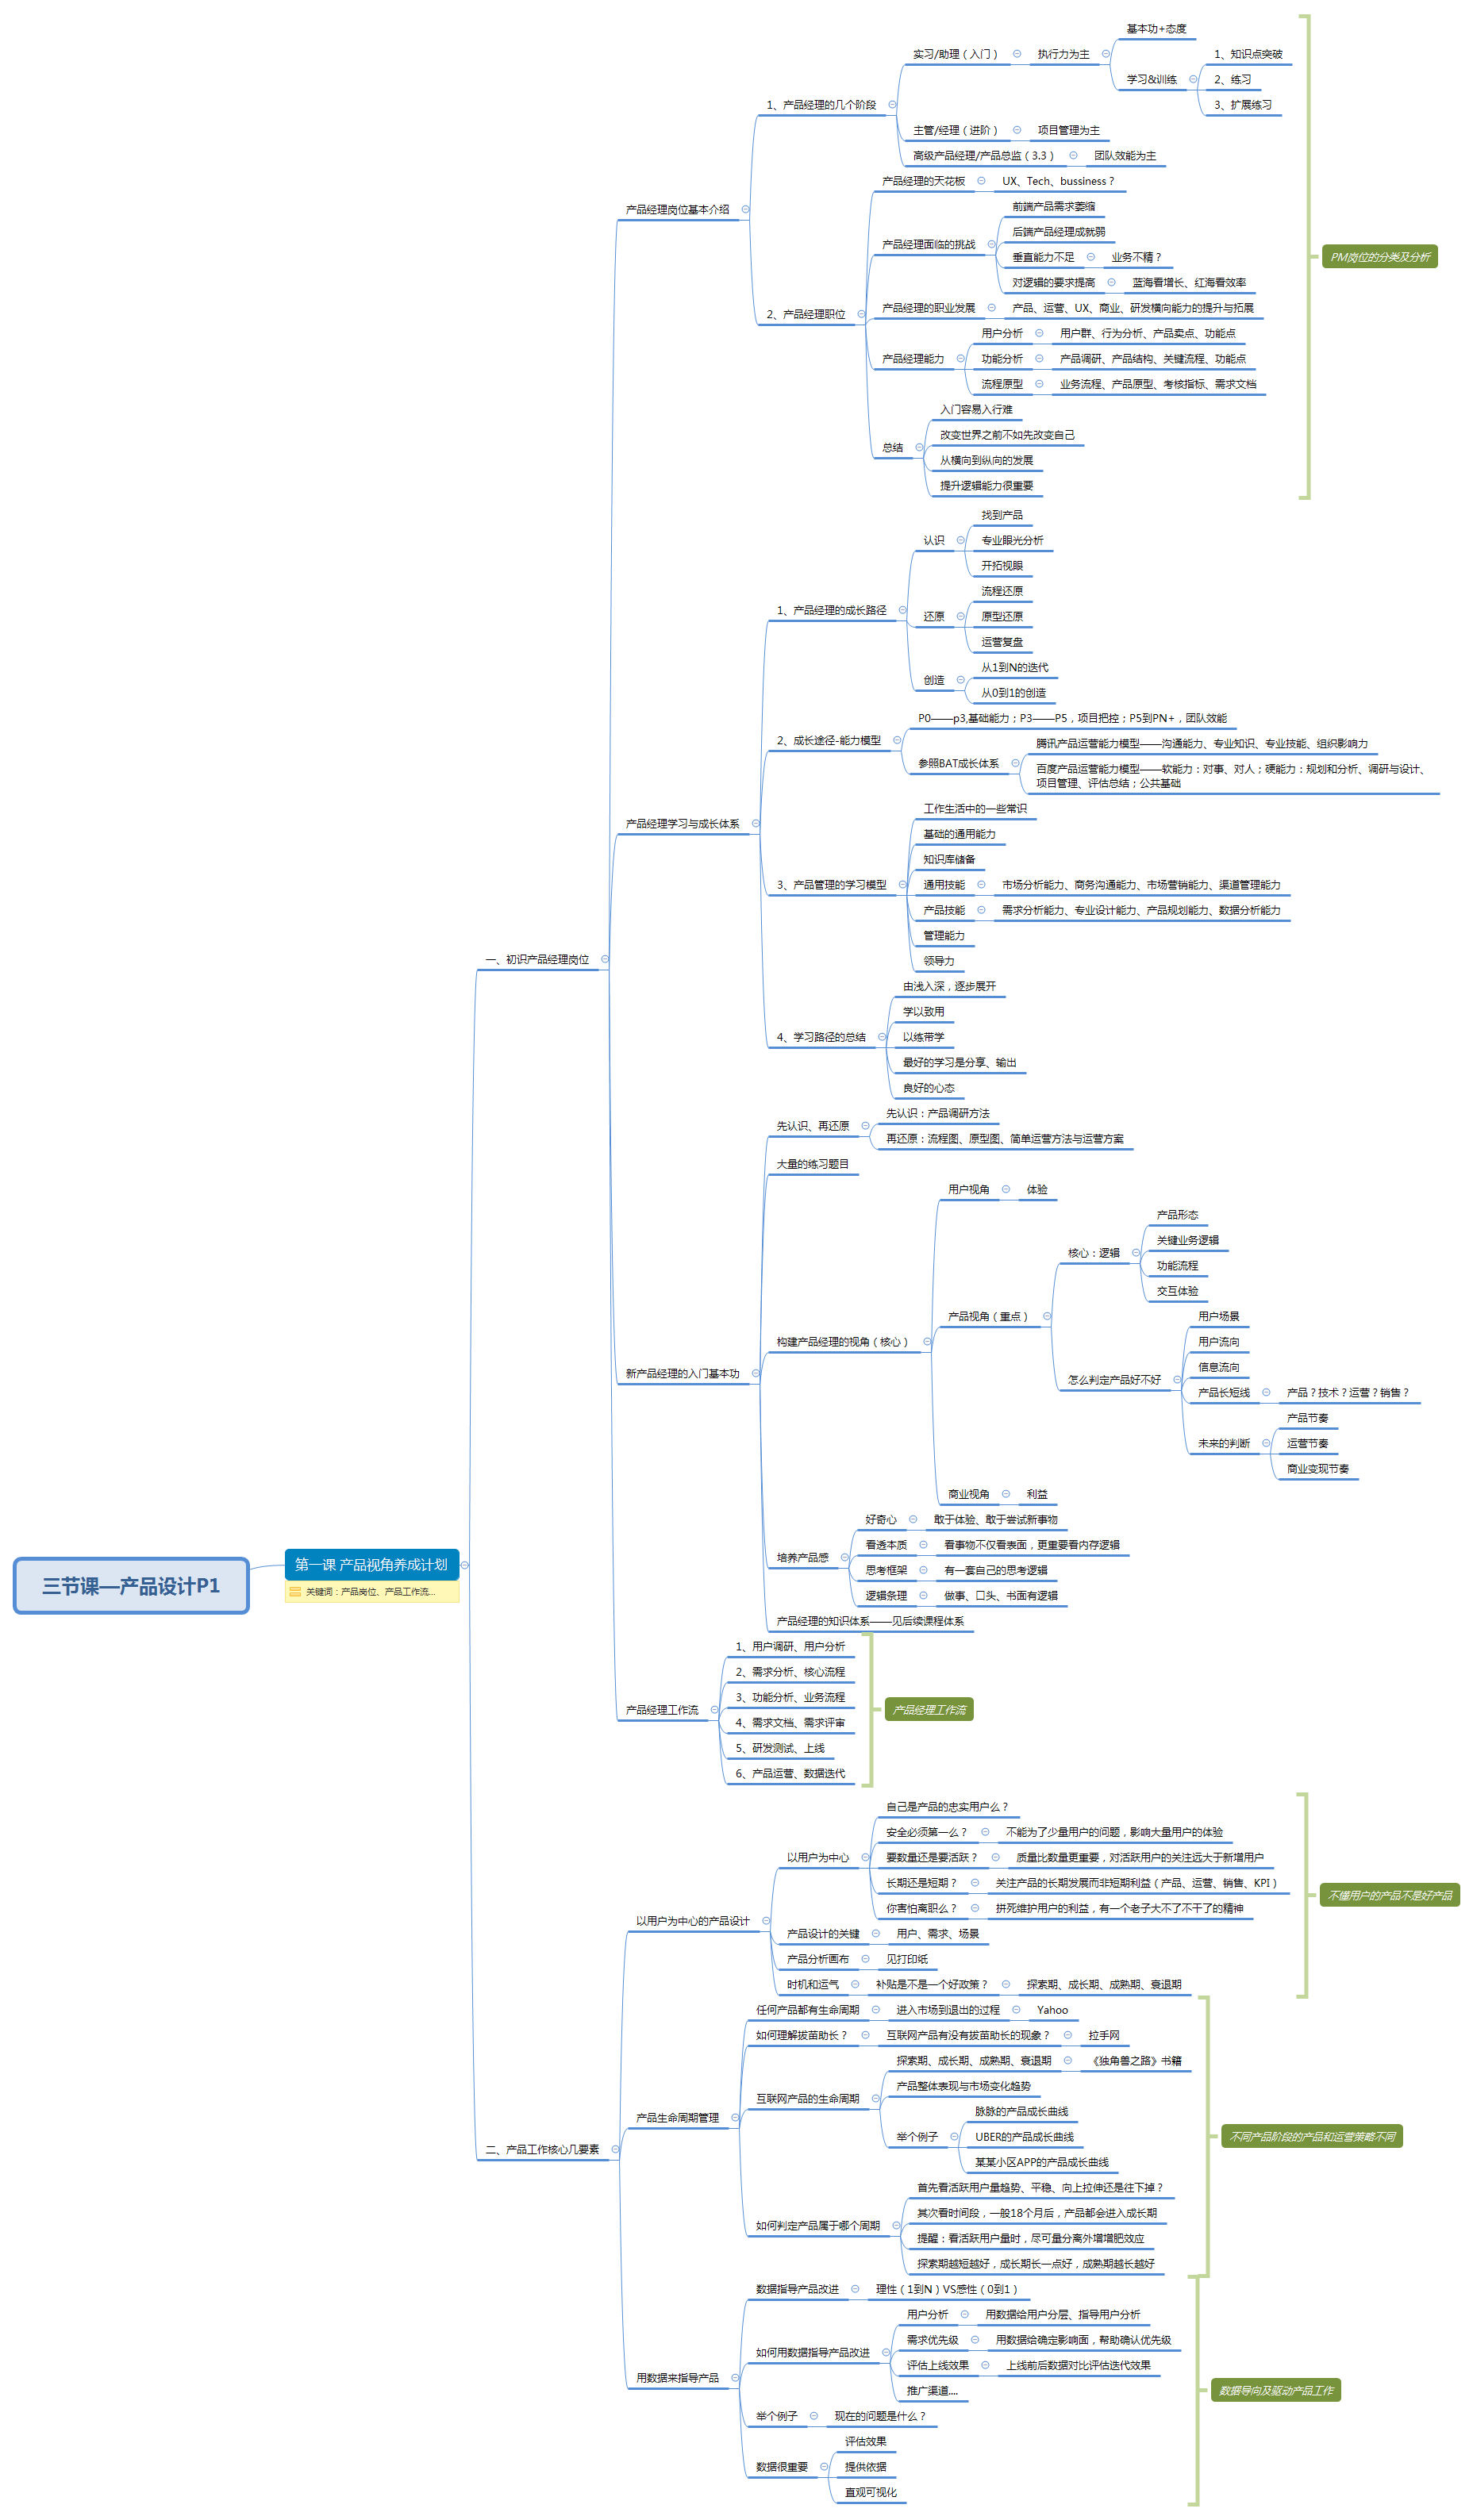 三节课—产品设计P1
第一课 产品视角养成计划
关键词：产品岗位、产品工作流...
一、初识产品经理岗位
产品经理岗位基本介绍
1、产品经理的几个阶段
实习/助理（入门）
执行力为主
基本功+态度
学习&训练
1、知识点突破
2、练习
3、扩展练习
主管/经理（进阶）
项目管理为主
高级产品经理/产品总监（3.3）
团队效能为主
2、产品经理职位
产品经理的天花板
UX、Tech、bussiness？
产品经理面临的挑战
前端产品需求萎缩
后端产品经理成就弱
垂直能力不足
业务不精？
对逻辑的要求提高
蓝海看增长、红海看效率
产品经理的职业发展
产品、运营、UX、商业、研发横向能力的提升与拓展
产品经理能力
用户分析
用户群、行为分析、产品卖点、功能点
功能分析
产品调研、产品结构、关键流程、功能点
流程原型
业务流程、产品原型、考核指标、需求文档
总结
入门容易入行难
改变世界之前不如先改变自己
从横向到纵向的发展
提升逻辑能力很重要
PM岗位的分类及分析
产品经理学习与成长体系
1、产品经理的成长路径
认识
找到产品
专业眼光分析
开拓视眼
还原
流程还原
原型还原
运营复盘
创造
从1到N的迭代
从0到1的创造
2、成长途径-能力模型
P0——p3,基础能力；P3——P5，项目把控；P5到PN+，团队效能
参照BAT成长体系
腾讯产品运营能力模型——沟通能力、专业知识、专业技能、组织影响力
百度产品运营能力模型——软能力：对事、对人；硬能力：规划和分析、调研与设计、
项目管理、评估总结；公共基础
3、产品管理的学习模型
工作生活中的一些常识
基础的通用能力
知识库储备
通用技能
市场分析能力、商务沟通能力、市场营销能力、渠道管理能力
产品技能
需求分析能力、专业设计能力、产品规划能力、数据分析能力
管理能力
领导力
4、学习路径的总结
由浅入深，逐步展开
学以致用
以练带学
最好的学习是分享、输出
良好的心态
新产品经理的入门基本功
先认识、再还原
先认识：产品调研方法
再还原：流程图、原型图、简单运营方法与运营方案
大量的练习题目
构建产品经理的视角（核心）
用户视角
体验
产品视角（重点）
核心：逻辑
产品形态
关键业务逻辑
功能流程
交互体验
怎么判定产品好不好
用户场景
用户流向
信息流向
产品长短线
产品？技术？运营？销售？
未来的判断
产品节奏
运营节奏
商业变现节奏
商业视角
利益
培养产品感
好奇心
敢于体验、敢于尝试新事物
看透本质
看事物不仅看表面，更重要看内存逻辑
思考框架
有一套自己的思考逻辑
逻辑条理
做事、口头、书面有逻辑
产品经理的知识体系——见后续课程体系
产品经理工作流
1、用户调研、用户分析
2、需求分析、核心流程
3、功能分析、业务流程
4、需求文档、需求评审
5、研发测试、上线
6、产品运营、数据迭代
产品经理工作流
二、产品工作核心几要素
以用户为中心的产品设计
以用户为中心
自己是产品的忠实用户么？
安全必须第一么？
不能为了少量用户的问题，影响大量用户的体验
要数量还是要活跃？
质量比数量更重要，对活跃用户的关注远大于新增用户
长期还是短期？
关注产品的长期发展而非短期利益（产品、运营、销售、KPI）
你害怕离职么？
拼死维护用户的利益，有一个老子大不了不干了的精神
产品设计的关键
用户、需求、场景
产品分析画布
见打印纸
时机和运气
补贴是不是一个好政策？
探索期、成长期、成熟期、衰退期
不懂用户的产品不是好产品
产品生命周期管理
任何产品都有生命周期
进入市场到退出的过程
Yahoo
如何理解拔苗助长？
互联网产品有没有拔苗助长的现象？
拉手网
互联网产品的生命周期
探索期、成长期、成熟期、衰退期
《独角兽之路》书籍
产品整体表现与市场变化趋势
举个例子
脉脉的产品成长曲线
UBER的产品成长曲线
某某小区APP的产品成长曲线
如何判定产品属于哪个周期
首先看活跃用户量趋势、平稳、向上拉伸还是往下掉？
其次看时间段，一般18个月后，产品都会进入成长期
提醒：看活跃用户量时，尽可量分离外增增肥效应
探索期越短越好，成长期长一点好，成熟期越长越好
不同产品阶段的产品和运营策略不同
用数据来指导产品
数据指导产品改进
理性（1到N）VS感性（0到1）
如何用数据指导产品改进
用户分析
用数据给用户分层、指导用户分析
需求优先级
用数据给确定影响面，帮助确认优先级
评估上线效果
上线前后数据对比评估迭代效果
推广渠道....
举个例子
现在的问题是什么？
数据很重要
评估效果
提供依据
直观可视化
数据导向及驱动产品工作